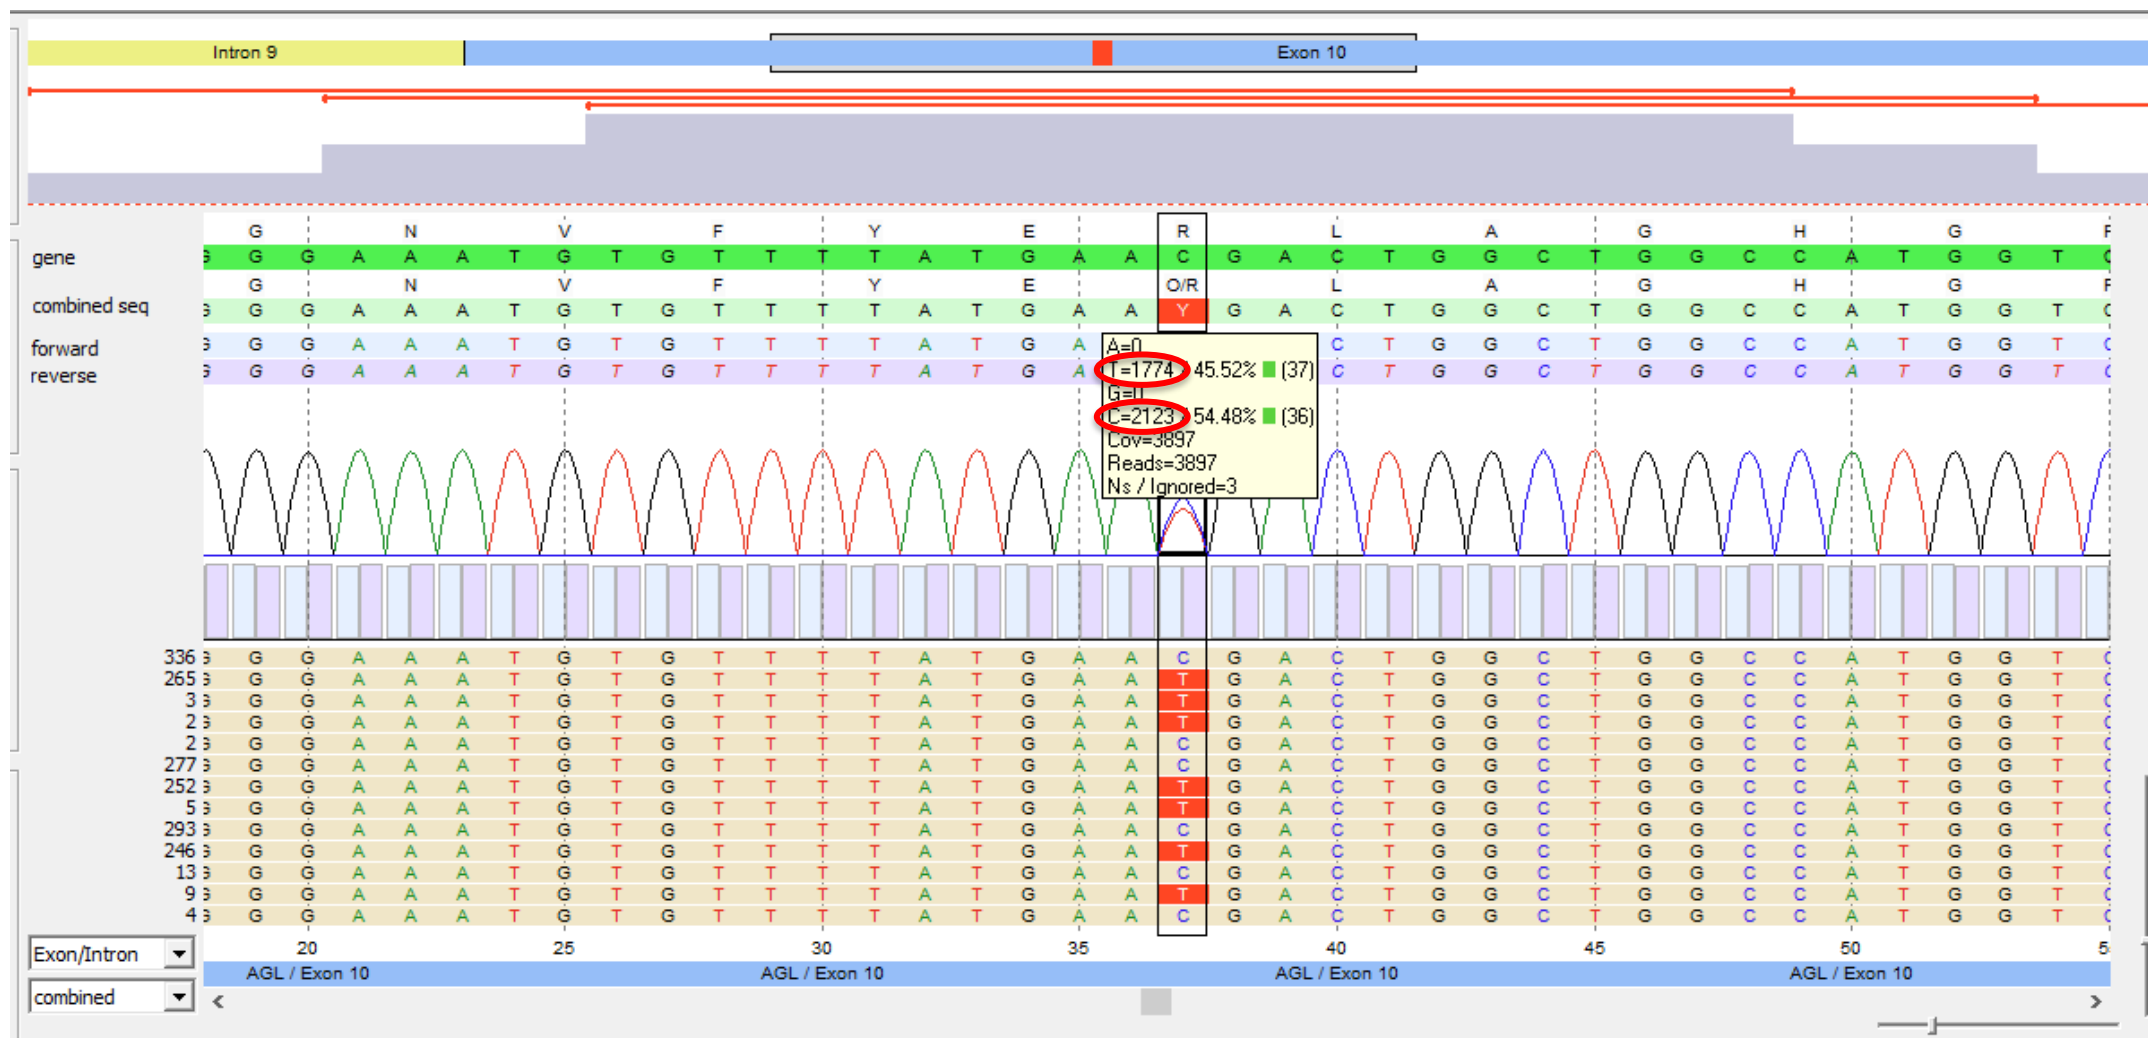 Intron 9 Exon 10
G N V F Y E R L A G H G F
gene G G G A A A T G T G T T T T A T G A A C G A C T G G C T G G C C A T G G T C
G N V F Y E O/R L A G H G F
combined seq G G G A A A T G T G T T T T A T G A A Y G A C T G G C T G G C C A T G G T C
forward G G G A A A T G T G T T T T A T G A C T G G C T G G C C A T G G T C
reverse G G G A A A T G T G T T T T A T G A C T G G C T G G C C A T G G T C
A=0
T=1774 45.52% (37)
G=0
C=2123 54.48% (36)
Cov=3897
Reads=3897
Ns / Ignored=3
336 G G G A A A T G T G T T T T A T G A A C G A C T G G C T G G C C A T G G T C
265 G G G A A A T G T G T T T T A T G A A T G A C T G G C T G G C C A T G G T C
3 G G G A A A T G T G T T T T A T G A A T G A C T G G C T G G C C A T G G T C
2 G G G A A A T G T G T T T T A T G A A T G A C T G G C T G G C C A T G G T C
2 G G G A A A T G T G T T T T A T G A A C G A C T G G C T G G C C A T G G T C
277 G G G A A A T G T G T T T T A T G A A C G A C T G G C T G G C C A T G G T C
252 G G G A A A T G T G T T T T A T G A A T G A C T G G C T G G C C A T G G T C
5 G G G A A A T G T G T T T T A T G A A T G A C T G G C T G G C C A T G G T C
293 G G G A A A T G T G T T T T A T G A A C G A C T G G C T G G C C A T G G T C
246 G G G A A A T G T G T T T T A T G A A T G A C T G G C T G G C C A T G G T C
13 G G G A A A T G T G T T T T A T G A A C G A C T G G C T G G C C A T G G T C
9 G G G A A A T G T G T T T T A T G A A T G A C T G G C T G G C C A T G G T C
4 G G G A A A T G T G T T T T A T G A A C G A C T G G C T G G C C A T G G T C
Exon/Intron 20 25 30 35 40 45 50 5
AGL / Exon 10 AGL / Exon 10 AGL / Exon 10 AGL / Exon 10
combined